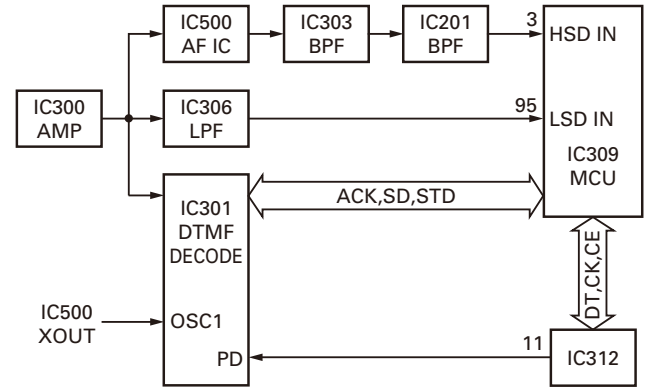 IC500
AF IC
IC303
BPF
IC201
BPF
3
HSD IN
IC300
AMP
IC306
LPF
95
LSD IN
IC309
MCU
IC301
DTMF
DECODE
ACK,SD,STD
DT,CK,CE
IC500
XOUT
OSC1
PD
11
IC312